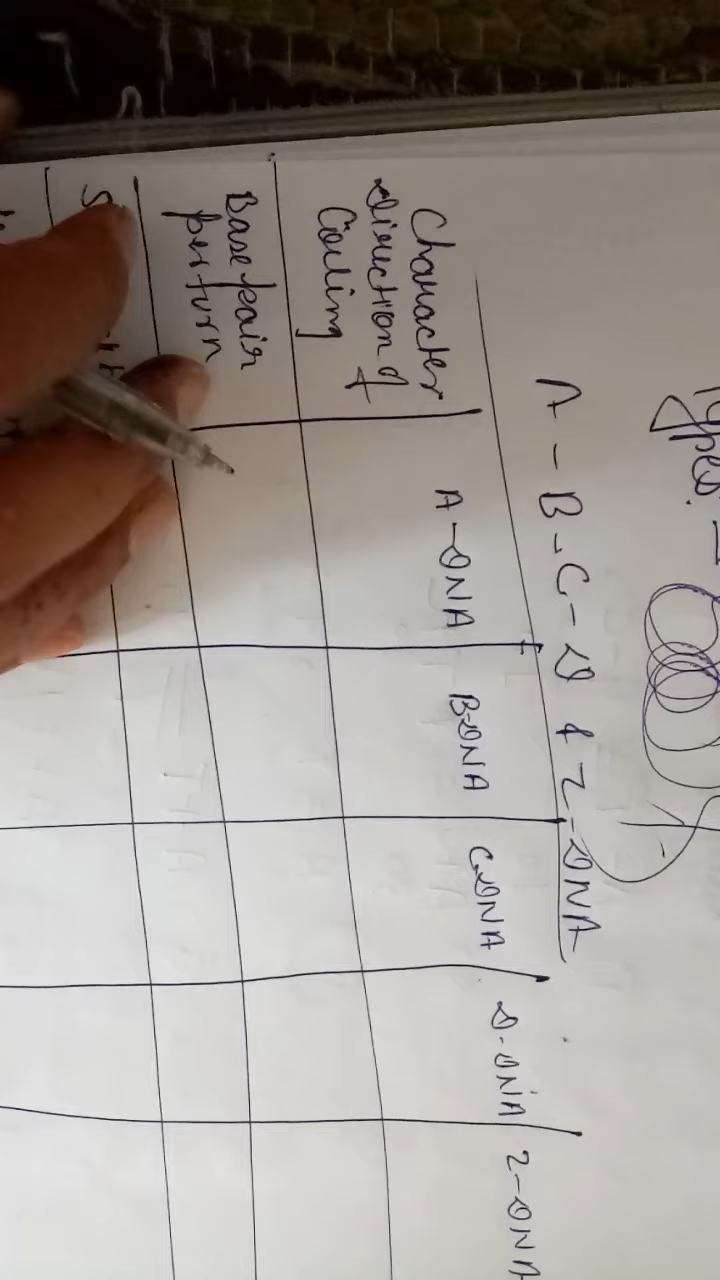 Types. -
A - B - C - D & Z - DNA
Character A-DNA B-DNA C-DNA D-DNA Z-DNA
Direction of
Coiling
Base pair
per turn